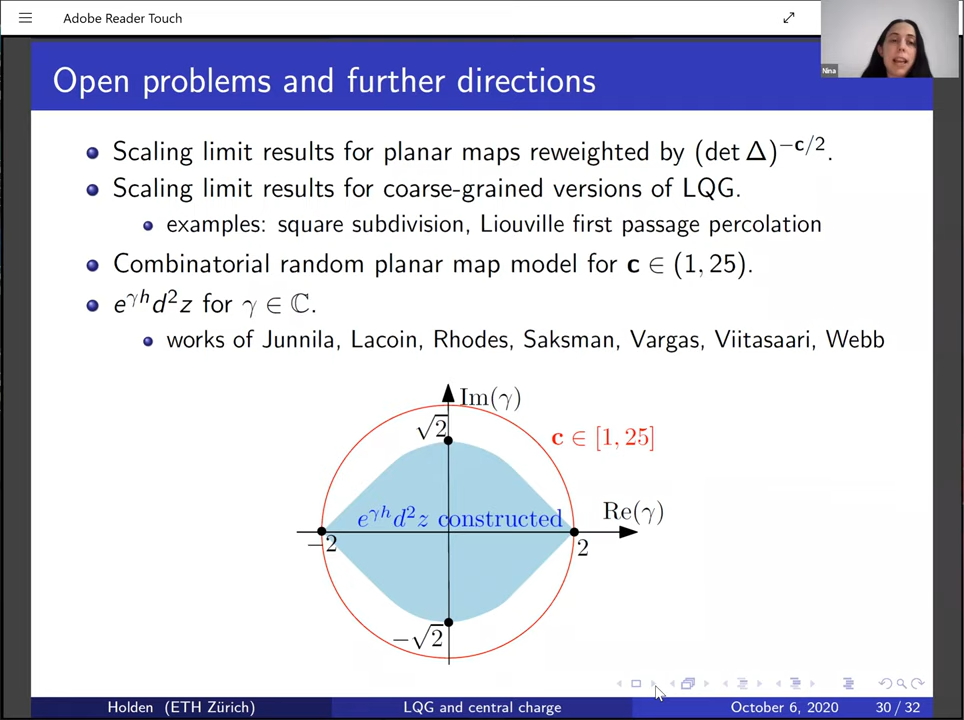 Adobe Reader Touch
Nina
Open problems and further directions
Scaling limit results for planar maps reweighted by (det Δ)^{−c/2}.
Scaling limit results for coarse-grained versions of LQG.
examples: square subdivision, Liouville first passage percolation
Combinatorial random planar map model for c ∈ (1, 25).
e^{γh}d²z for γ ∈ ℂ.
works of Junnila, Lacoin, Rhodes, Saksman, Vargas, Viitasaari, Webb
Im(γ)
√2
c ∈ [1, 25]
Re(γ)
e^{γh}d²z constructed
−2
2
−√2
Holden (ETH Zürich)
LQG and central charge
October 6, 2020
30 / 32